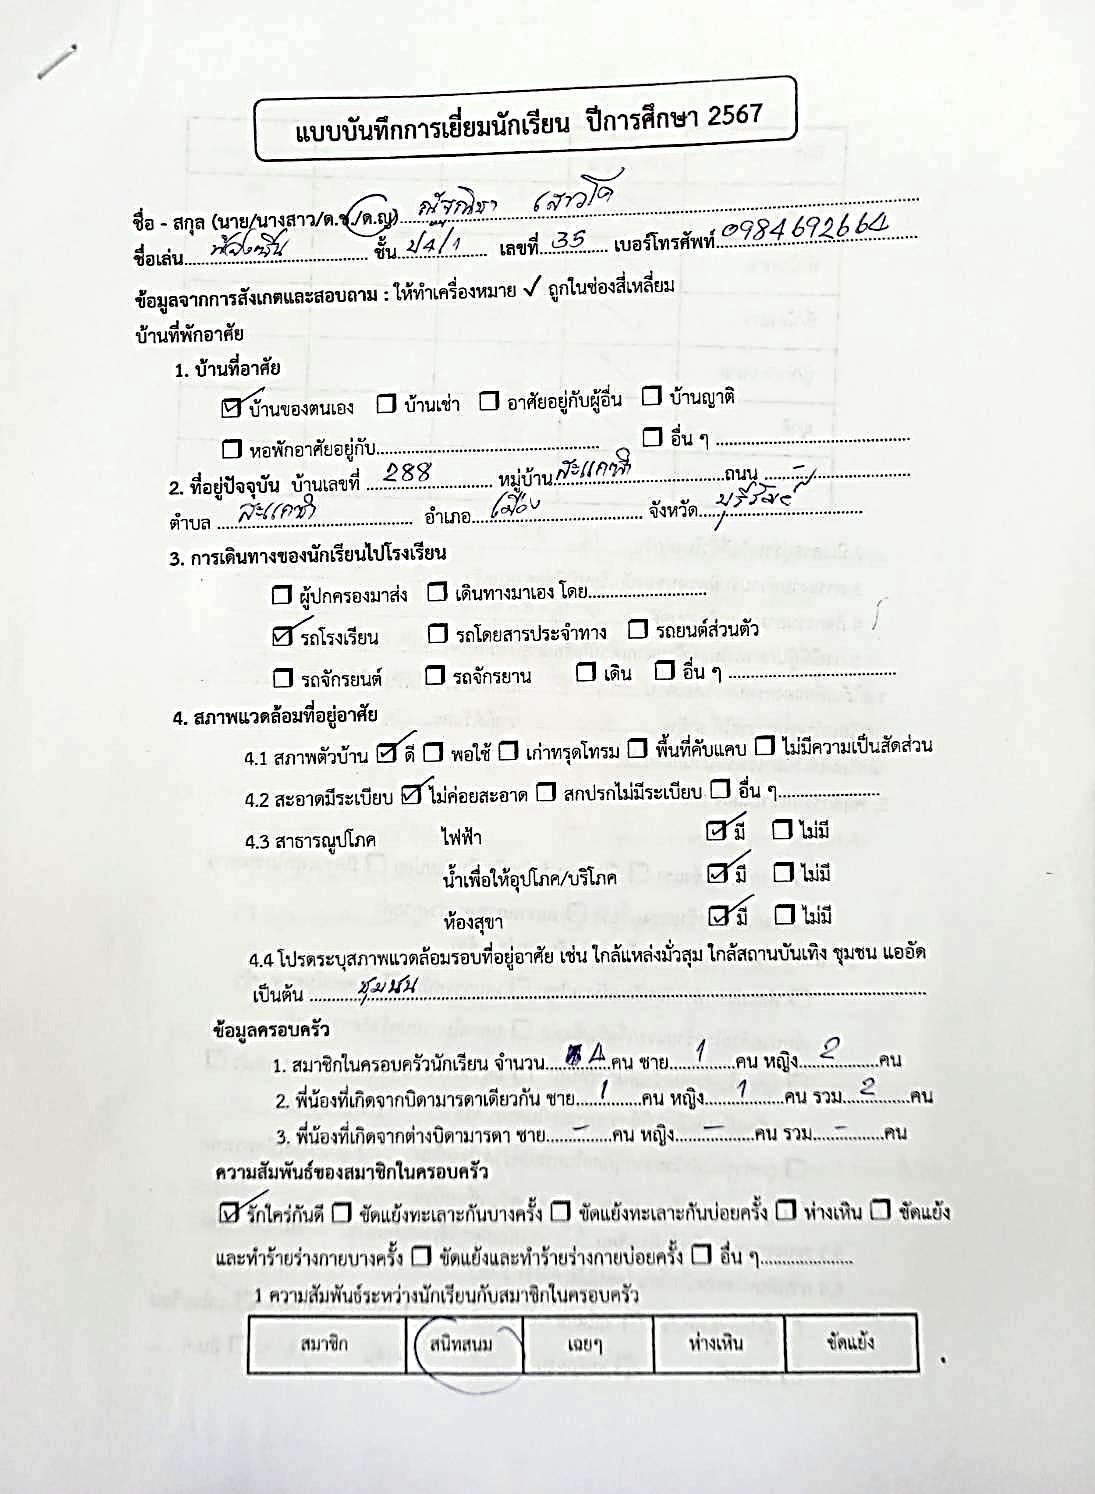 แบบบันทึกการเยี่ยมนักเรียน ปีการศึกษา 2567
ชื่อ - สกุล (นาย/นางสาว/ด.ช./ด.ญ) ณัฐณิชา เสาวโค
ชื่อเล่น ชั้น ป4/1 เลขที่ 35 เบอร์โทรศัพท์ 0984692664
ข้อมูลจากการสังเกตและสอบถาม : ให้ทำเครื่องหมาย ✓ ถูกในช่องสี่เหลี่ยม
บ้านที่พักอาศัย
1. บ้านที่อาศัย
☑ บ้านของตนเอง ☐ บ้านเช่า ☐ อาศัยอยู่กับผู้อื่น ☐ บ้านญาติ
☐ หอพักอาศัยอยู่กับ........ ☐ อื่น ๆ ........
2. ที่อยู่ปัจจุบัน บ้านเลขที่ 288 หมู่บ้าน สะแกซำ ถนน -
ตำบล สะแกซำ อำเภอ เมือง จังหวัด บุรีรัมย์
3. การเดินทางของนักเรียนไปโรงเรียน
☐ ผู้ปกครองมาส่ง ☐ เดินทางมาเอง โดย........
☑ รถโรงเรียน ☐ รถโดยสารประจำทาง ☐ รถยนต์ส่วนตัว
☐ รถจักรยนต์ ☐ รถจักรยาน ☐ เดิน ☐ อื่น ๆ ........
4. สภาพแวดล้อมที่อยู่อาศัย
4.1 สภาพตัวบ้าน ☑ ดี ☐ พอใช้ ☐ เก่าทรุดโทรม ☐ พื้นที่คับแคบ ☐ ไม่มีความเป็นสัดส่วน
4.2 สะอาดมีระเบียบ ☑ ไม่ค่อยสะอาด ☐ สกปรกไม่มีระเบียบ ☐ อื่น ๆ........
4.3 สาธารณูปโภค ไฟฟ้า ☑ มี ☐ ไม่มี
น้ำเพื่อให้อุปโภค/บริโภค ☑ มี ☐ ไม่มี
ห้องสุขา ☑ มี ☐ ไม่มี
4.4 โปรดระบุสภาพแวดล้อมรอบที่อยู่อาศัย เช่น ใกล้แหล่งมั่วสุม ใกล้สถานบันเทิง ชุมชน แออัด
เป็นต้น ชุมชน
ข้อมูลครอบครัว
1. สมาชิกในครอบครัวนักเรียน จำนวน 4 คน ชาย 1 คน หญิง 2 คน
2. พี่น้องที่เกิดจากบิดามารดาเดียวกัน ชาย 1 คน หญิง 1 คน รวม 2 คน
3. พี่น้องที่เกิดจากต่างบิดามารดา ชาย - คน หญิง - คน รวม - คน
ความสัมพันธ์ของสมาชิกในครอบครัว
☑ รักใคร่กันดี ☐ ขัดแย้งทะเลาะกันบางครั้ง ☐ ขัดแย้งทะเลาะกันบ่อยครั้ง ☐ ห่างเหิน ☐ ขัดแย้ง
และทำร้ายร่างกายบางครั้ง ☐ ขัดแย้งและทำร้ายร่างกายบ่อยครั้ง ☐ อื่น ๆ........
1 ความสัมพันธ์ระหว่างนักเรียนกับสมาชิกในครอบครัว
สมาชิก สนิทสนม เฉยๆ ห่างเหิน ขัดแย้ง